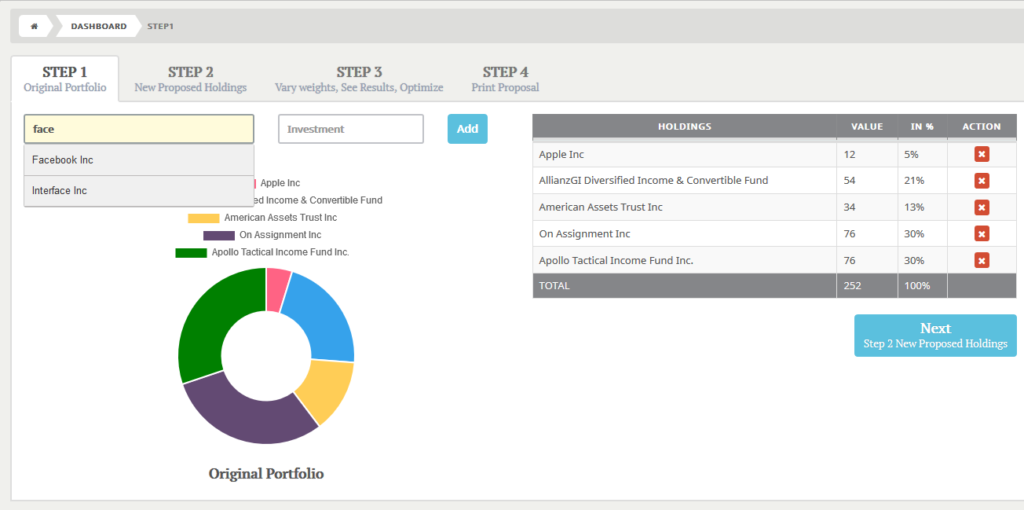 DASHBOARD STEP1
STEP 1 STEP 2 STEP 3 STEP 4
Original Portfolio New Proposed Holdings Vary weights, See Results, Optimize Print Proposal
face Investment Add
Facebook Inc
Interface Inc
Apple Inc
ed Income & Convertible Fund
American Assets Trust Inc
On Assignment Inc
Apollo Tactical Income Fund Inc.
Original Portfolio
HOLDINGS VALUE IN % ACTION
Apple Inc 12 5%
AllianzGI Diversified Income & Convertible Fund 54 21%
American Assets Trust Inc 34 13%
On Assignment Inc 76 30%
Apollo Tactical Income Fund Inc. 76 30%
TOTAL 252 100%
Next
Step 2 New Proposed Holdings